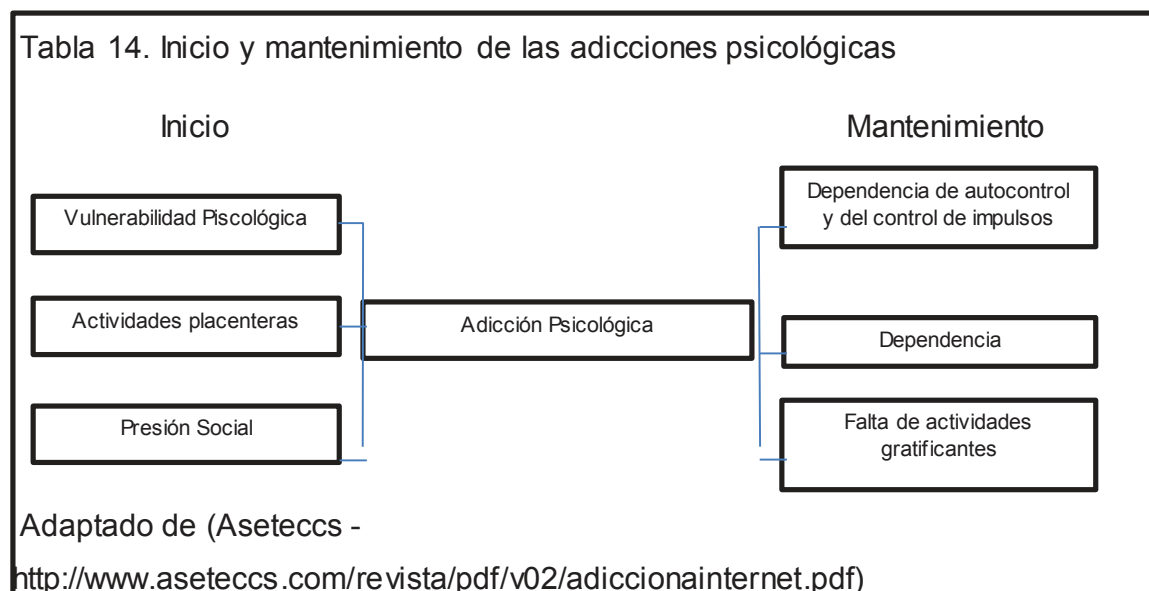 Tabla 14. Inicio y mantenimiento de las adicciones psicológicas
Inicio
Mantenimiento
Vulnerabilidad Piscológica
Actividades placenteras
Presión Social
Adicción Psicológica
Dependencia de autocontrol
y del control de impulsos
Dependencia
Falta de actividades
gratificantes
Adaptado de (Aseteccs -
http://www.aseteccs.com/revista/pdf/v02/adiccionainternet.pdf)